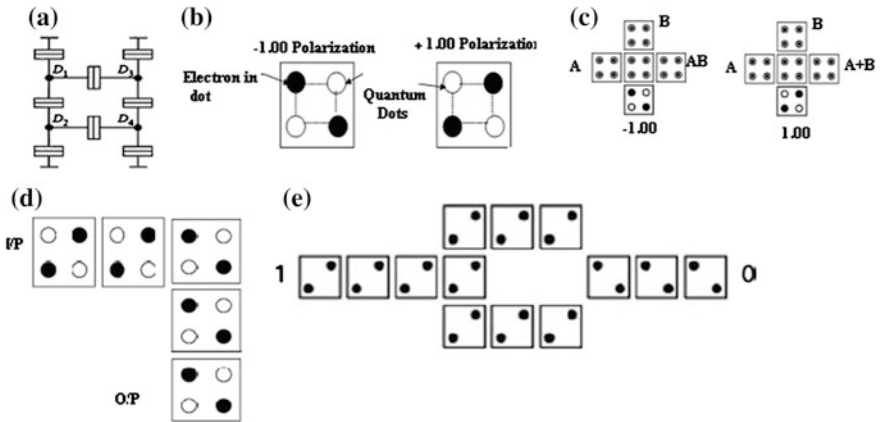 (a)
D1
D3
D2
D4
(b)
-1.00 Polarization
+ 1.00 Polarization
Electron in
dot
Quantum
Dots
(c)
B
A
AB
-1.00
B
A
A+B
1.00
(d)
I/P
O/P
(e)
1
0